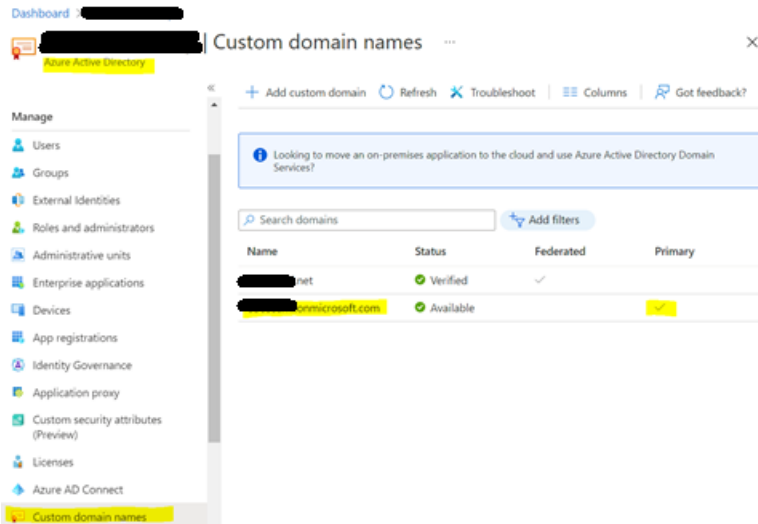 Dashboard >
| Custom domain names ...
Azure Active Directory
Manage
Users
Groups
External Identities
Roles and administrators
Administrative units
Enterprise applications
Devices
App registrations
Identity Governance
Application proxy
Custom security attributes
(Preview)
Licenses
Azure AD Connect
Custom domain names
Add custom domain Refresh Troubleshoot Columns Got feedback?
Looking to move an on-premises application to the cloud and use Azure Active Directory Domain
Services?
Search domains Add filters
Name Status Federated Primary
.net Verified
onmicrosoft.com Available